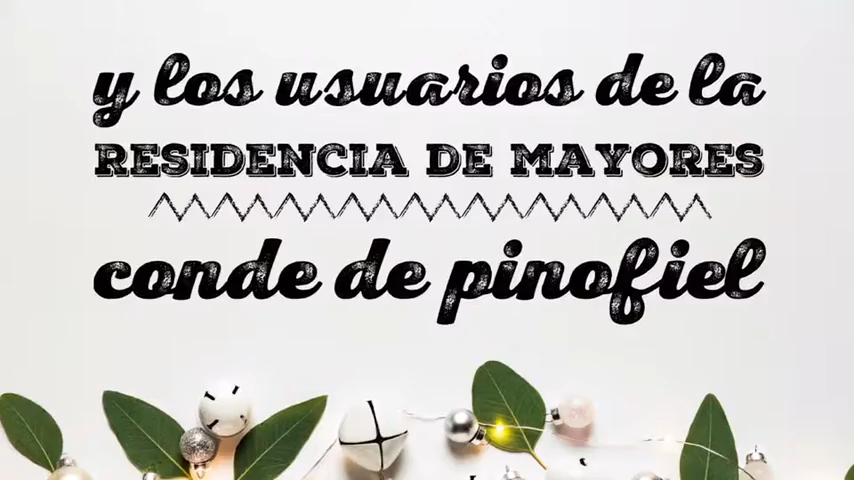 y los usuarios de la
RESIDENCIA DE MAYORES
conde de pinofiel